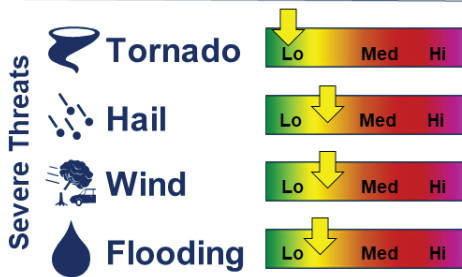 Severe Threats
Tornado
Lo Med Hi
Hail
Lo Med Hi
Wind
Lo Med Hi
Flooding
Lo Med Hi